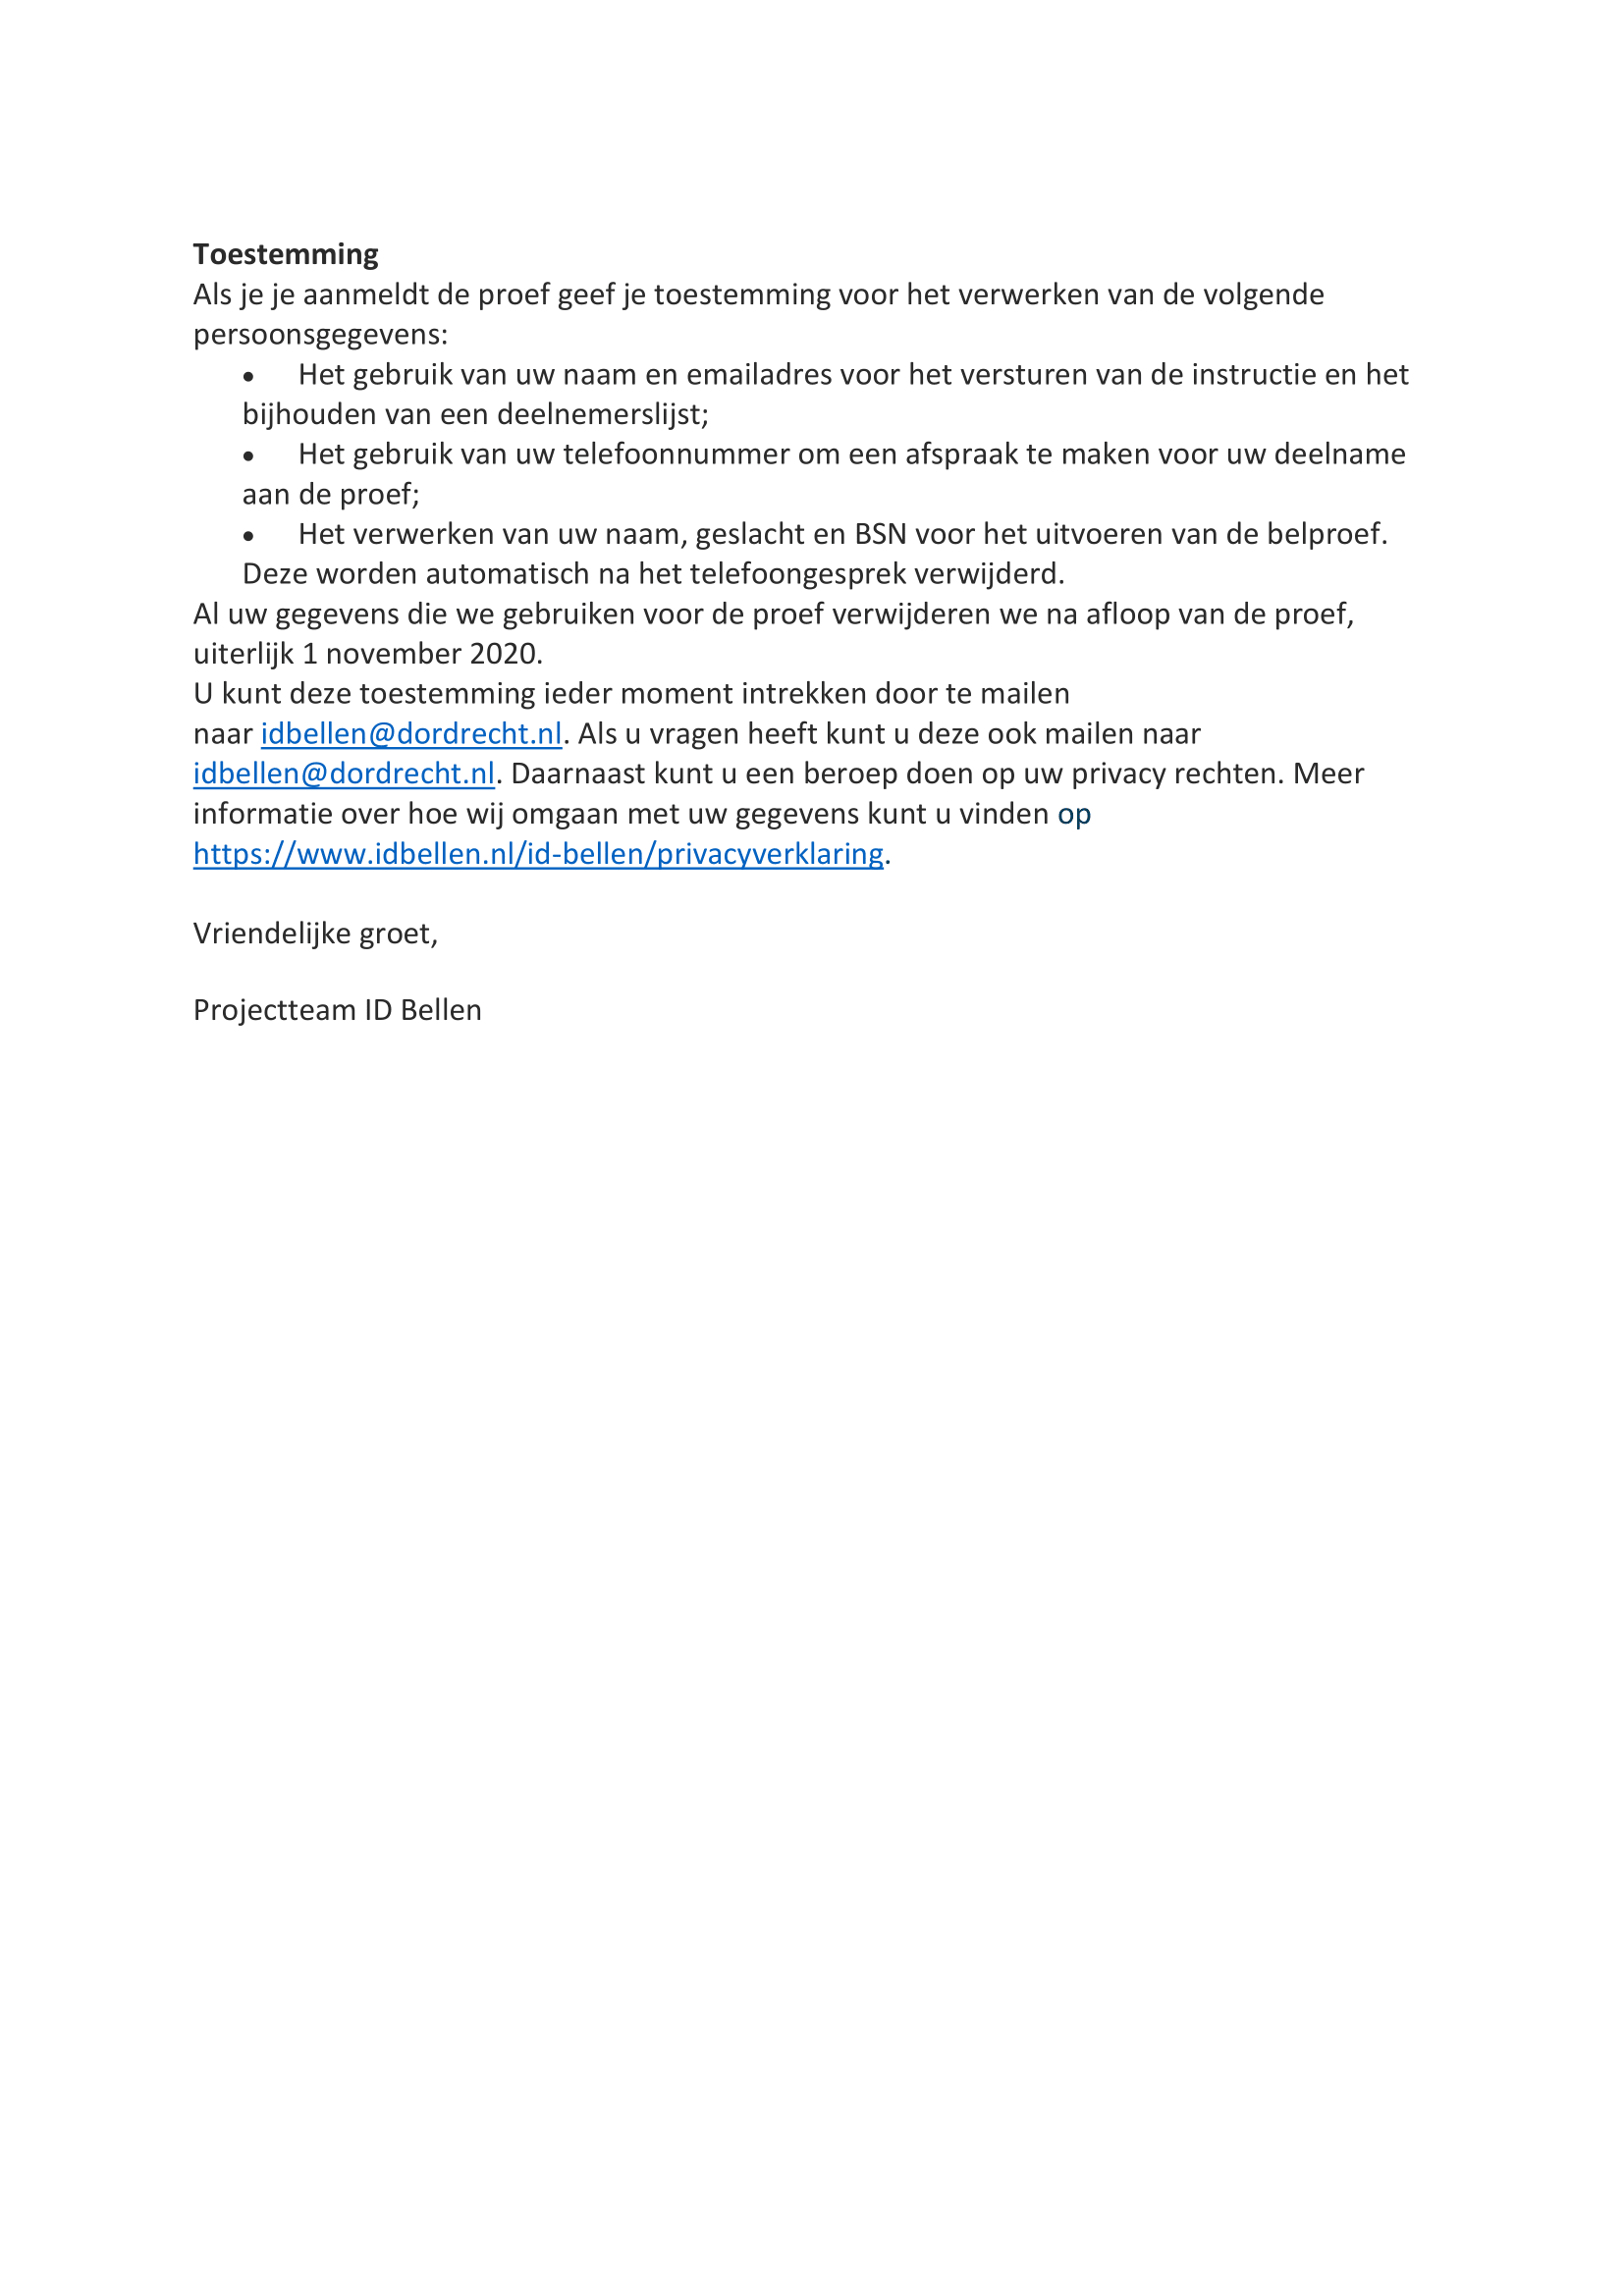 Toestemming
Als je je aanmeldt de proef geef je toestemming voor het verwerken van de volgende
persoonsgegevens:
• Het gebruik van uw naam en emailadres voor het versturen van de instructie en het
bijhouden van een deelnemerslijst;
• Het gebruik van uw telefoonnummer om een afspraak te maken voor uw deelname
aan de proef;
• Het verwerken van uw naam, geslacht en BSN voor het uitvoeren van de belproef.
Deze worden automatisch na het telefoongesprek verwijderd.
Al uw gegevens die we gebruiken voor de proef verwijderen we na afloop van de proef,
uiterlijk 1 november 2020.
U kunt deze toestemming ieder moment intrekken door te mailen
naar idbellen@dordrecht.nl. Als u vragen heeft kunt u deze ook mailen naar
idbellen@dordrecht.nl. Daarnaast kunt u een beroep doen op uw privacy rechten. Meer
informatie over hoe wij omgaan met uw gegevens kunt u vinden op
https://www.idbellen.nl/id-bellen/privacyverklaring.
Vriendelijke groet,
Projectteam ID Bellen